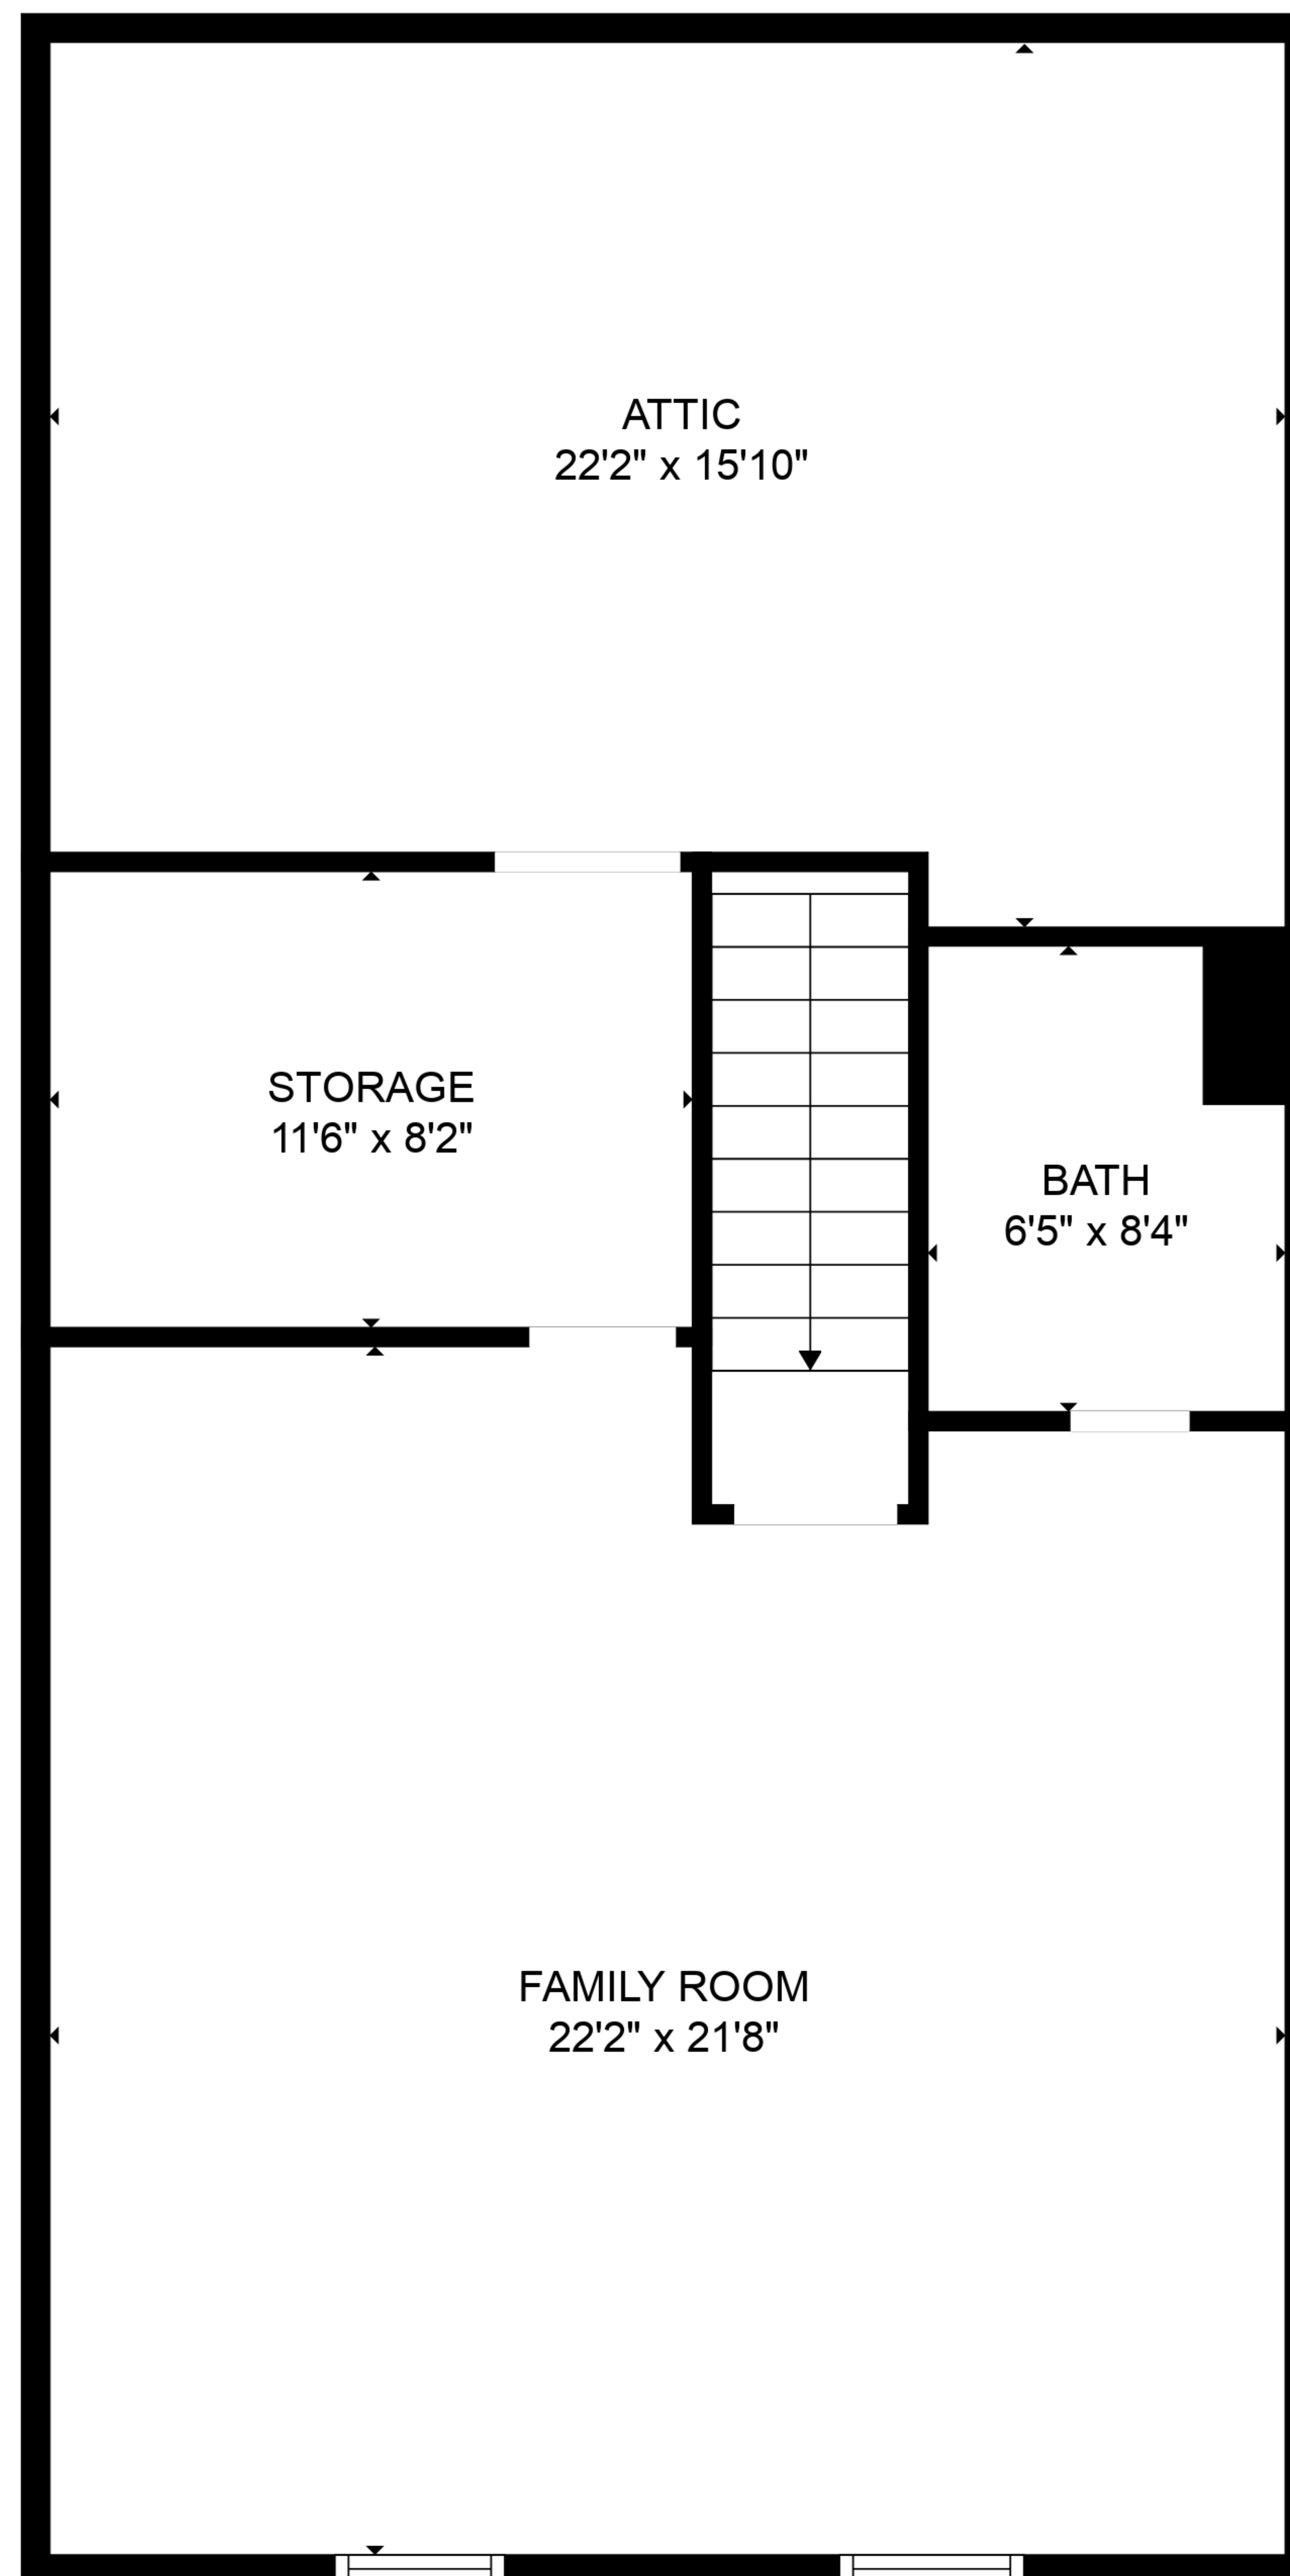 ATTIC
22'2" x 15'10"
STORAGE
11'6" x 8'2"
BATH
6'5" x 8'4"
FAMILY ROOM
22'2" x 21'8"